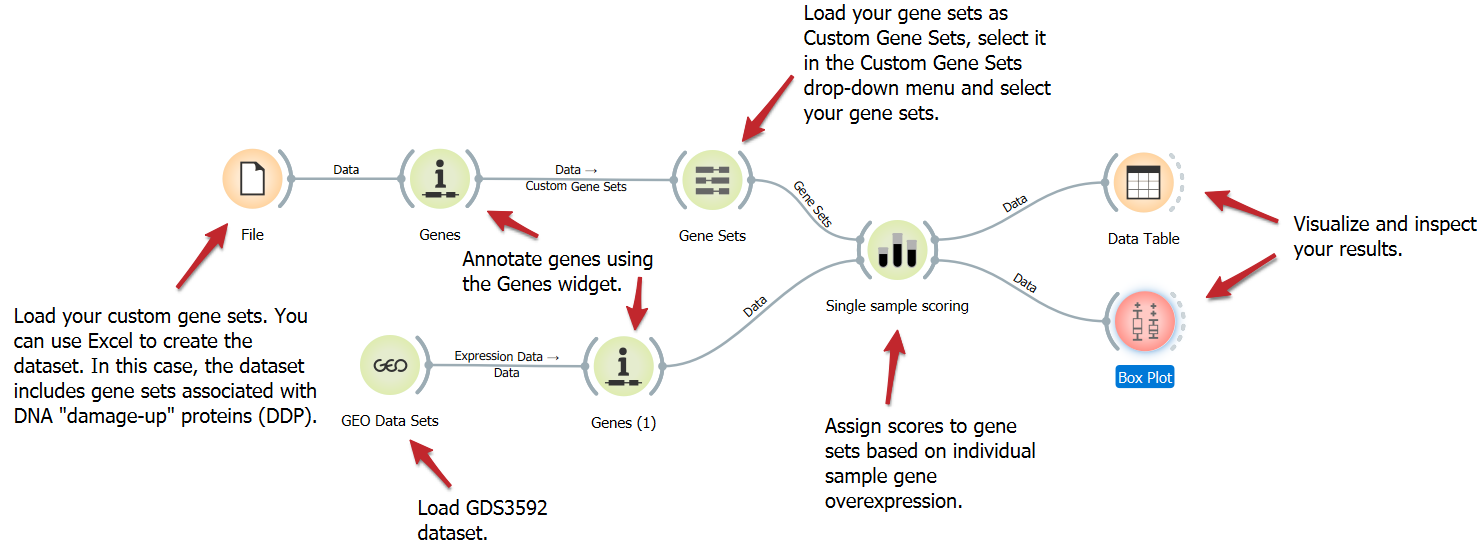 Load your gene sets as
Custom Gene Sets, select it
in the Custom Gene Sets
drop-down menu and select
your gene sets.
Data
Data →
Custom Gene Sets
Gene Sets
File
Genes
Gene Sets
Data
Data Table
Visualize and inspect
your results.
Annotate genes using
the Genes widget.
Single sample scoring
Data
Data
Load your custom gene sets. You
can use Excel to create the
dataset. In this case, the dataset
includes gene sets associated with
DNA "damage-up" proteins (DDP).
GEO
Expression Data →
Data
GEO Data Sets
Genes (1)
Box Plot
Assign scores to gene
sets based on individual
sample gene
overexpression.
Load GDS3592
dataset.